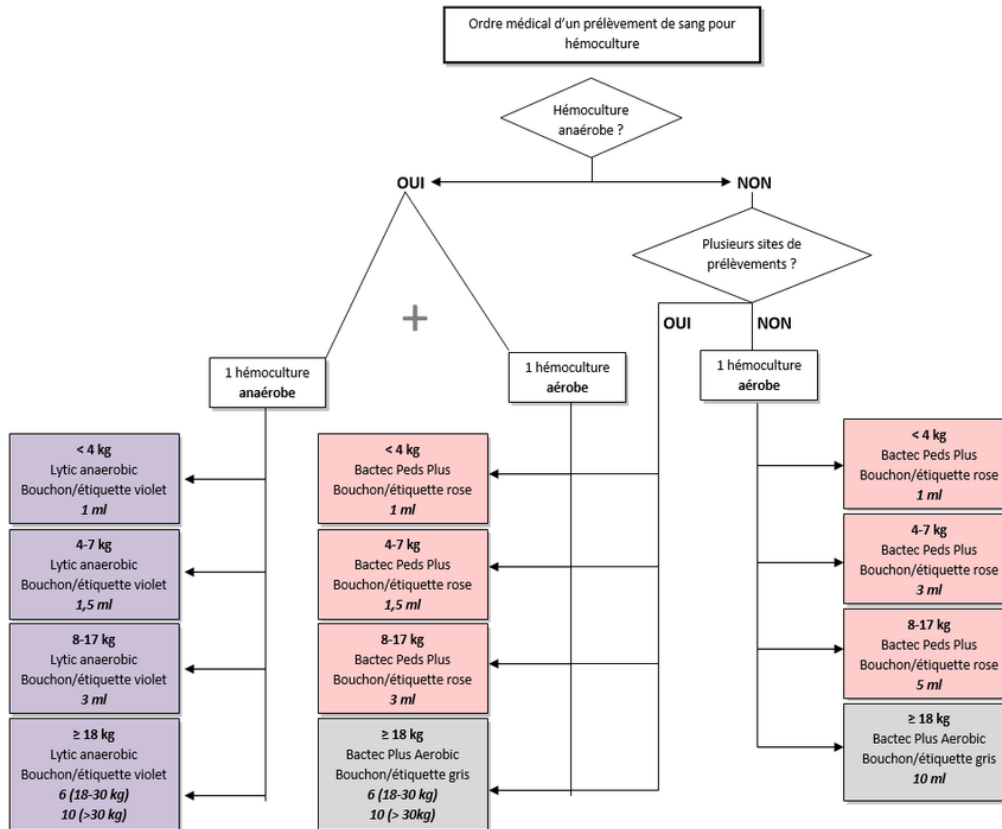 Ordre médical d’un prélèvement de sang pour
hémoculture
Hémoculture
anaérobe ?
OUI
NON
Plusieurs sites de
prélèvements ?
+
OUI
NON
1 hémoculture
anaérobe
1 hémoculture
aérobe
1 hémoculture
aérobe
< 4 kg
Lytic anaerobic
Bouchon/étiquette violet
1 ml
4-7 kg
Lytic anaerobic
Bouchon/étiquette violet
1,5 ml
8-17 kg
Lytic anaerobic
Bouchon/étiquette violet
3 ml
≥ 18 kg
Lytic anaerobic
Bouchon/étiquette violet
6 (18-30 kg)
10 (>30 kg)
< 4 kg
Bactec Peds Plus
Bouchon/étiquette rose
1 ml
4-7 kg
Bactec Peds Plus
Bouchon/étiquette rose
1,5 ml
8-17 kg
Bactec Peds Plus
Bouchon/étiquette rose
3 ml
≥ 18 kg
Bactec Plus Aerobic
Bouchon/étiquette gris
6 (18-30 kg)
10 (> 30kg)
< 4 kg
Bactec Peds Plus
Bouchon/étiquette rose
1 ml
4-7 kg
Bactec Peds Plus
Bouchon/étiquette rose
3 ml
8-17 kg
Bactec Peds Plus
Bouchon/étiquette rose
5 ml
≥ 18 kg
Bactec Plus Aerobic
Bouchon/étiquette gris
10 ml